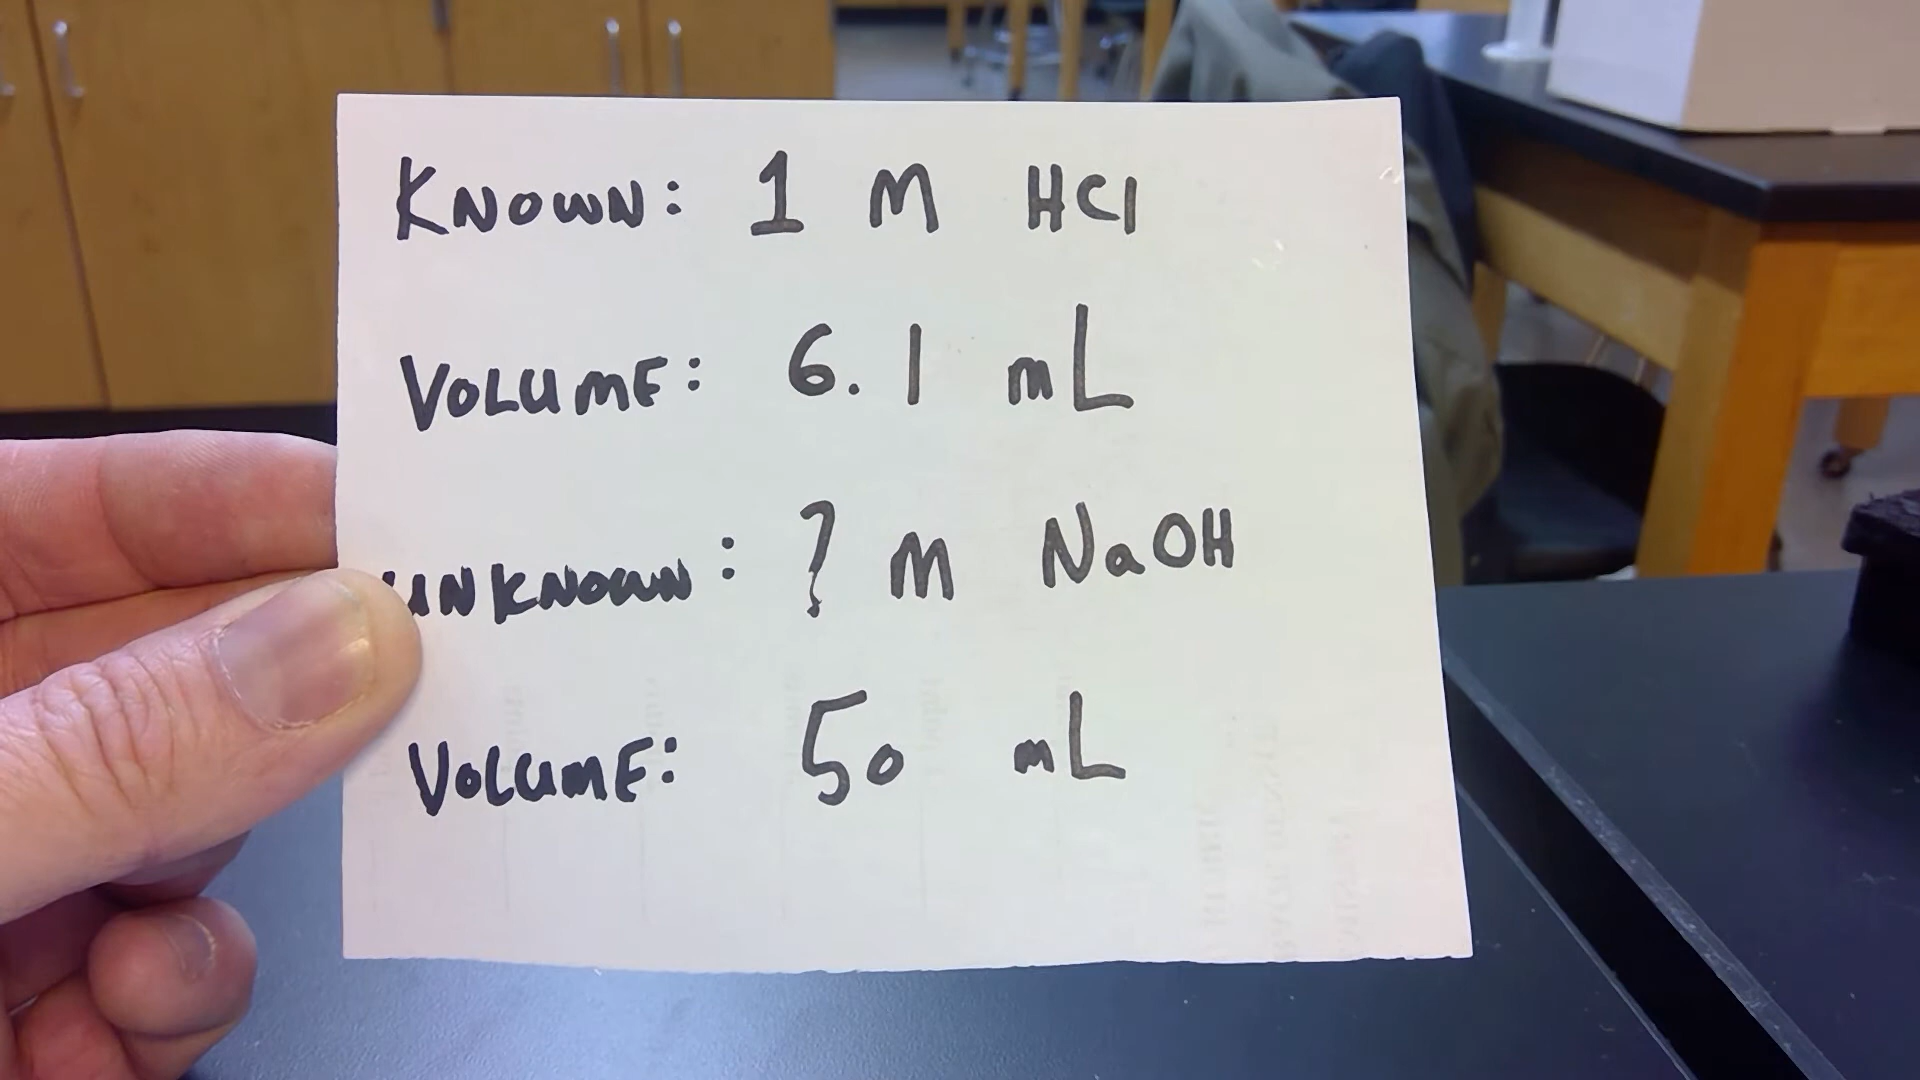 KNOWN: 1 M HCl
VOLUME: 6.1 mL
UNKNOWN: ? M NaOH
VOLUME: 50 mL